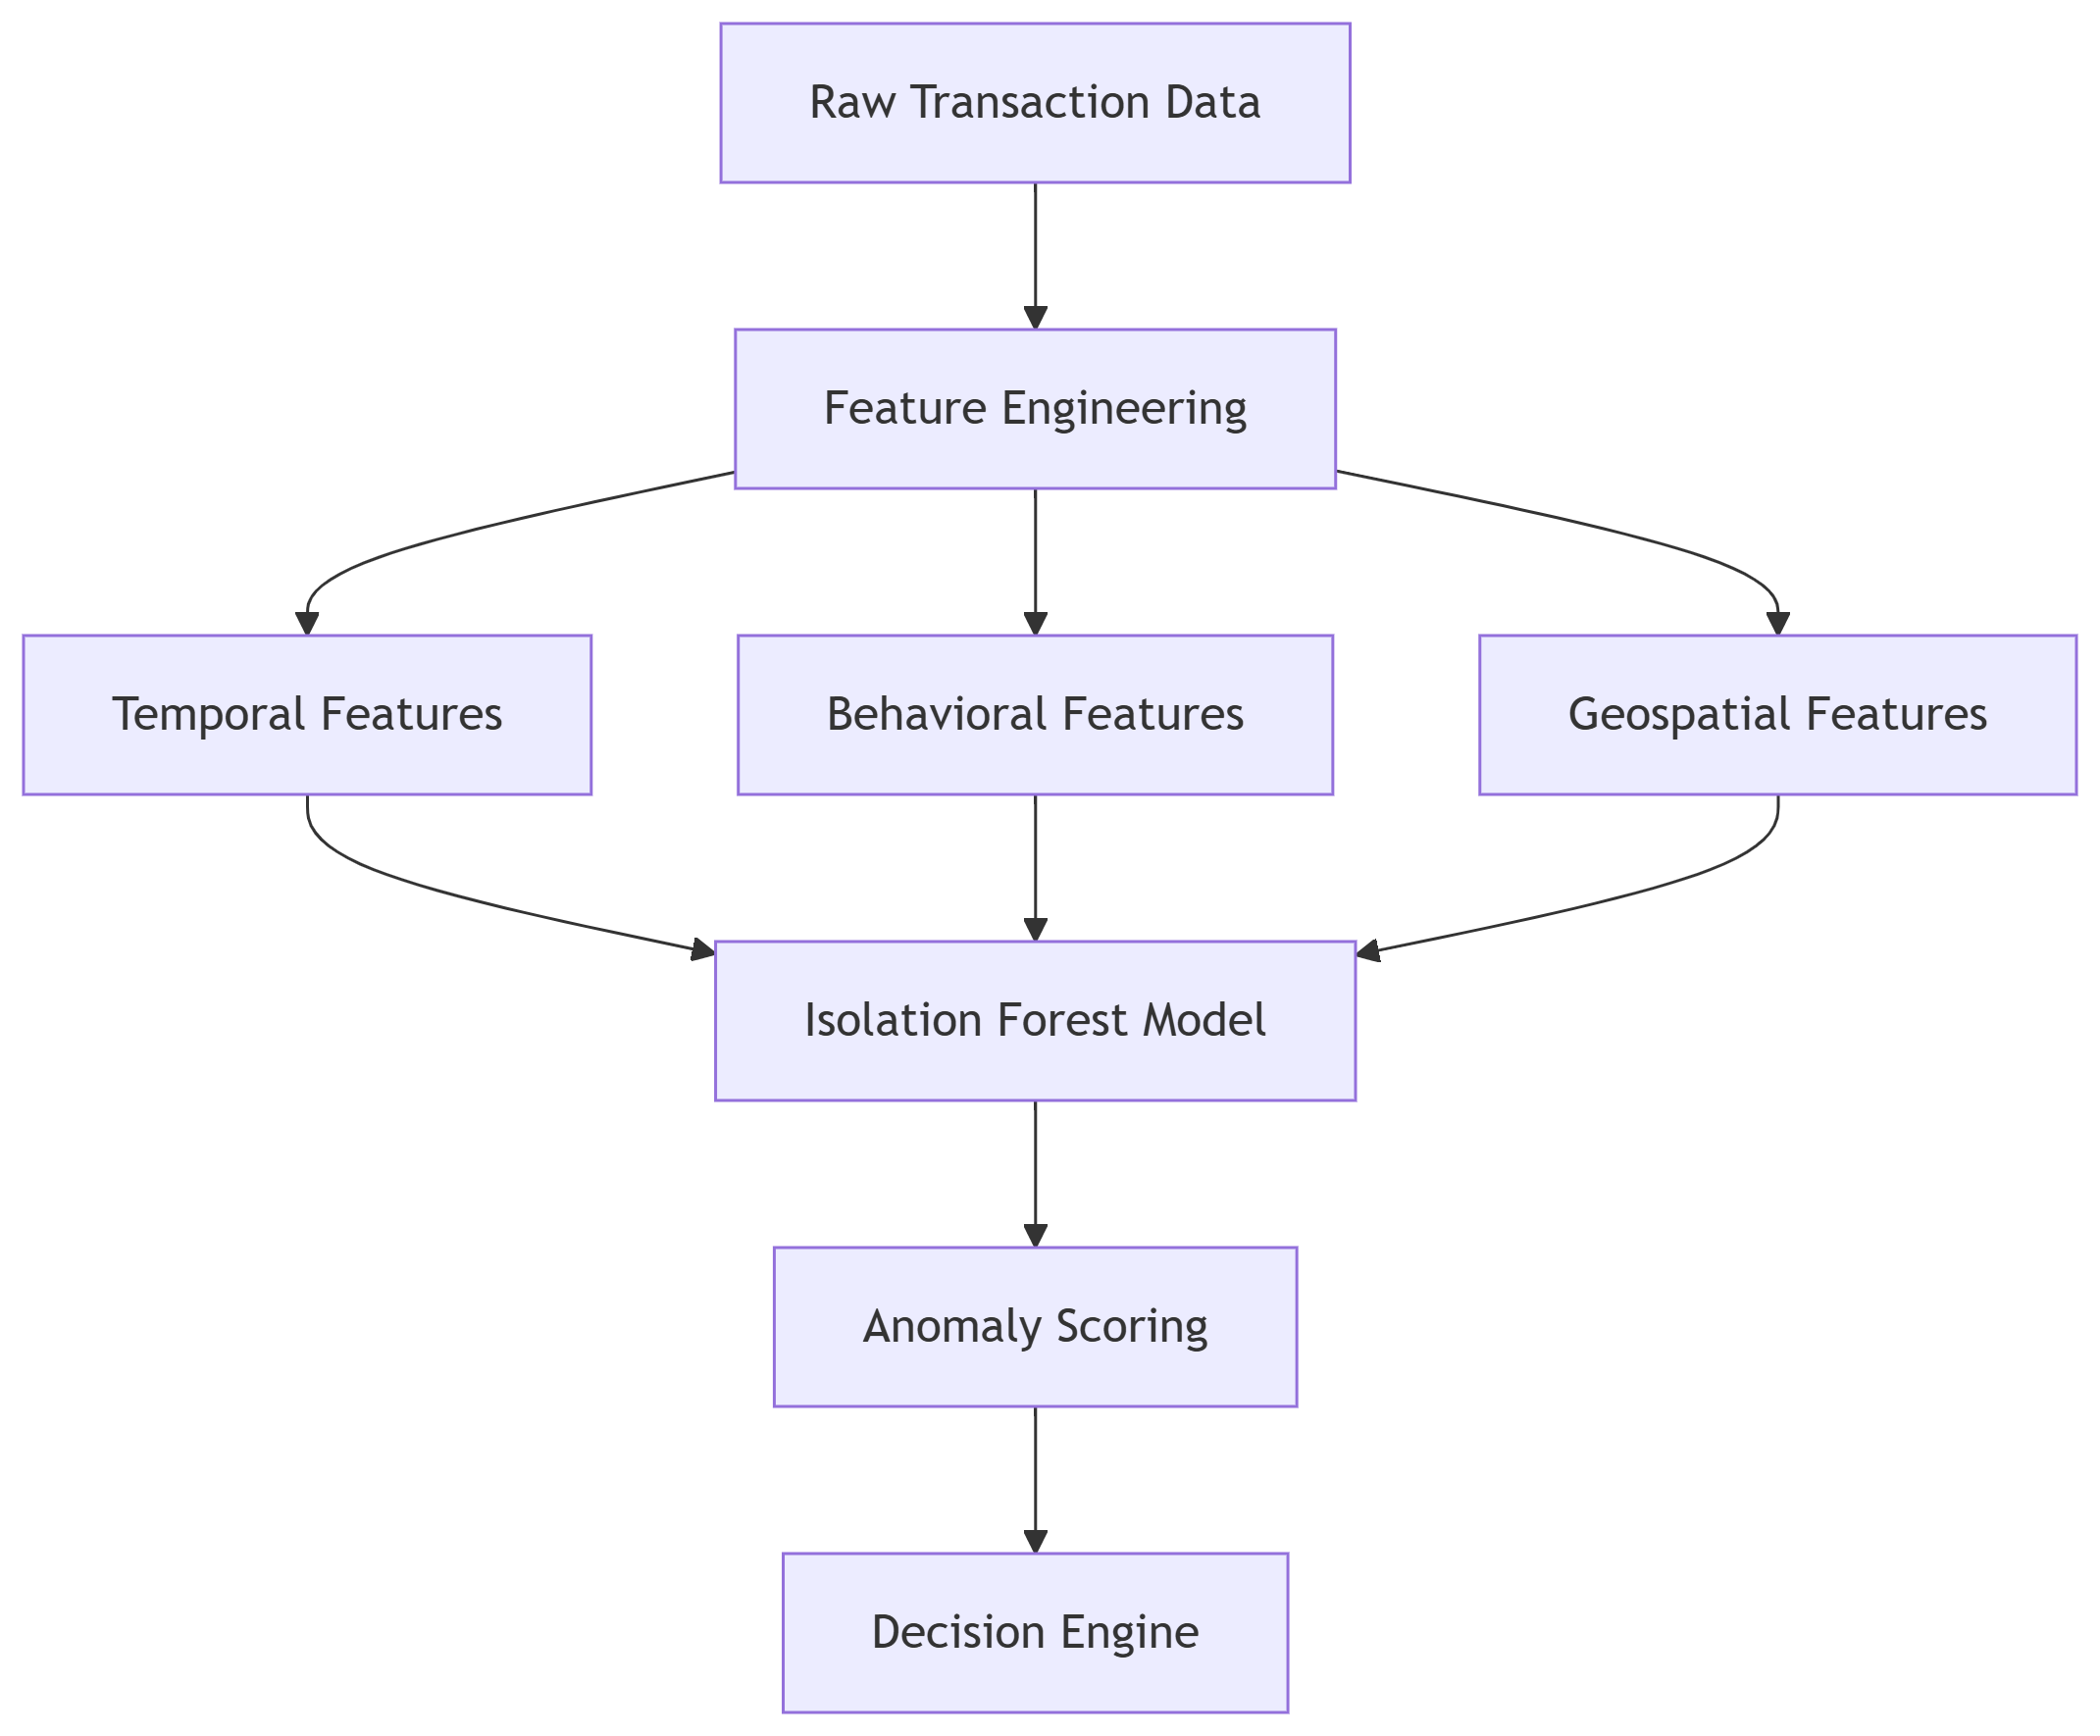 Raw Transaction Data
Feature Engineering
Temporal Features
Behavioral Features
Geospatial Features
Isolation Forest Model
Anomaly Scoring
Decision Engine